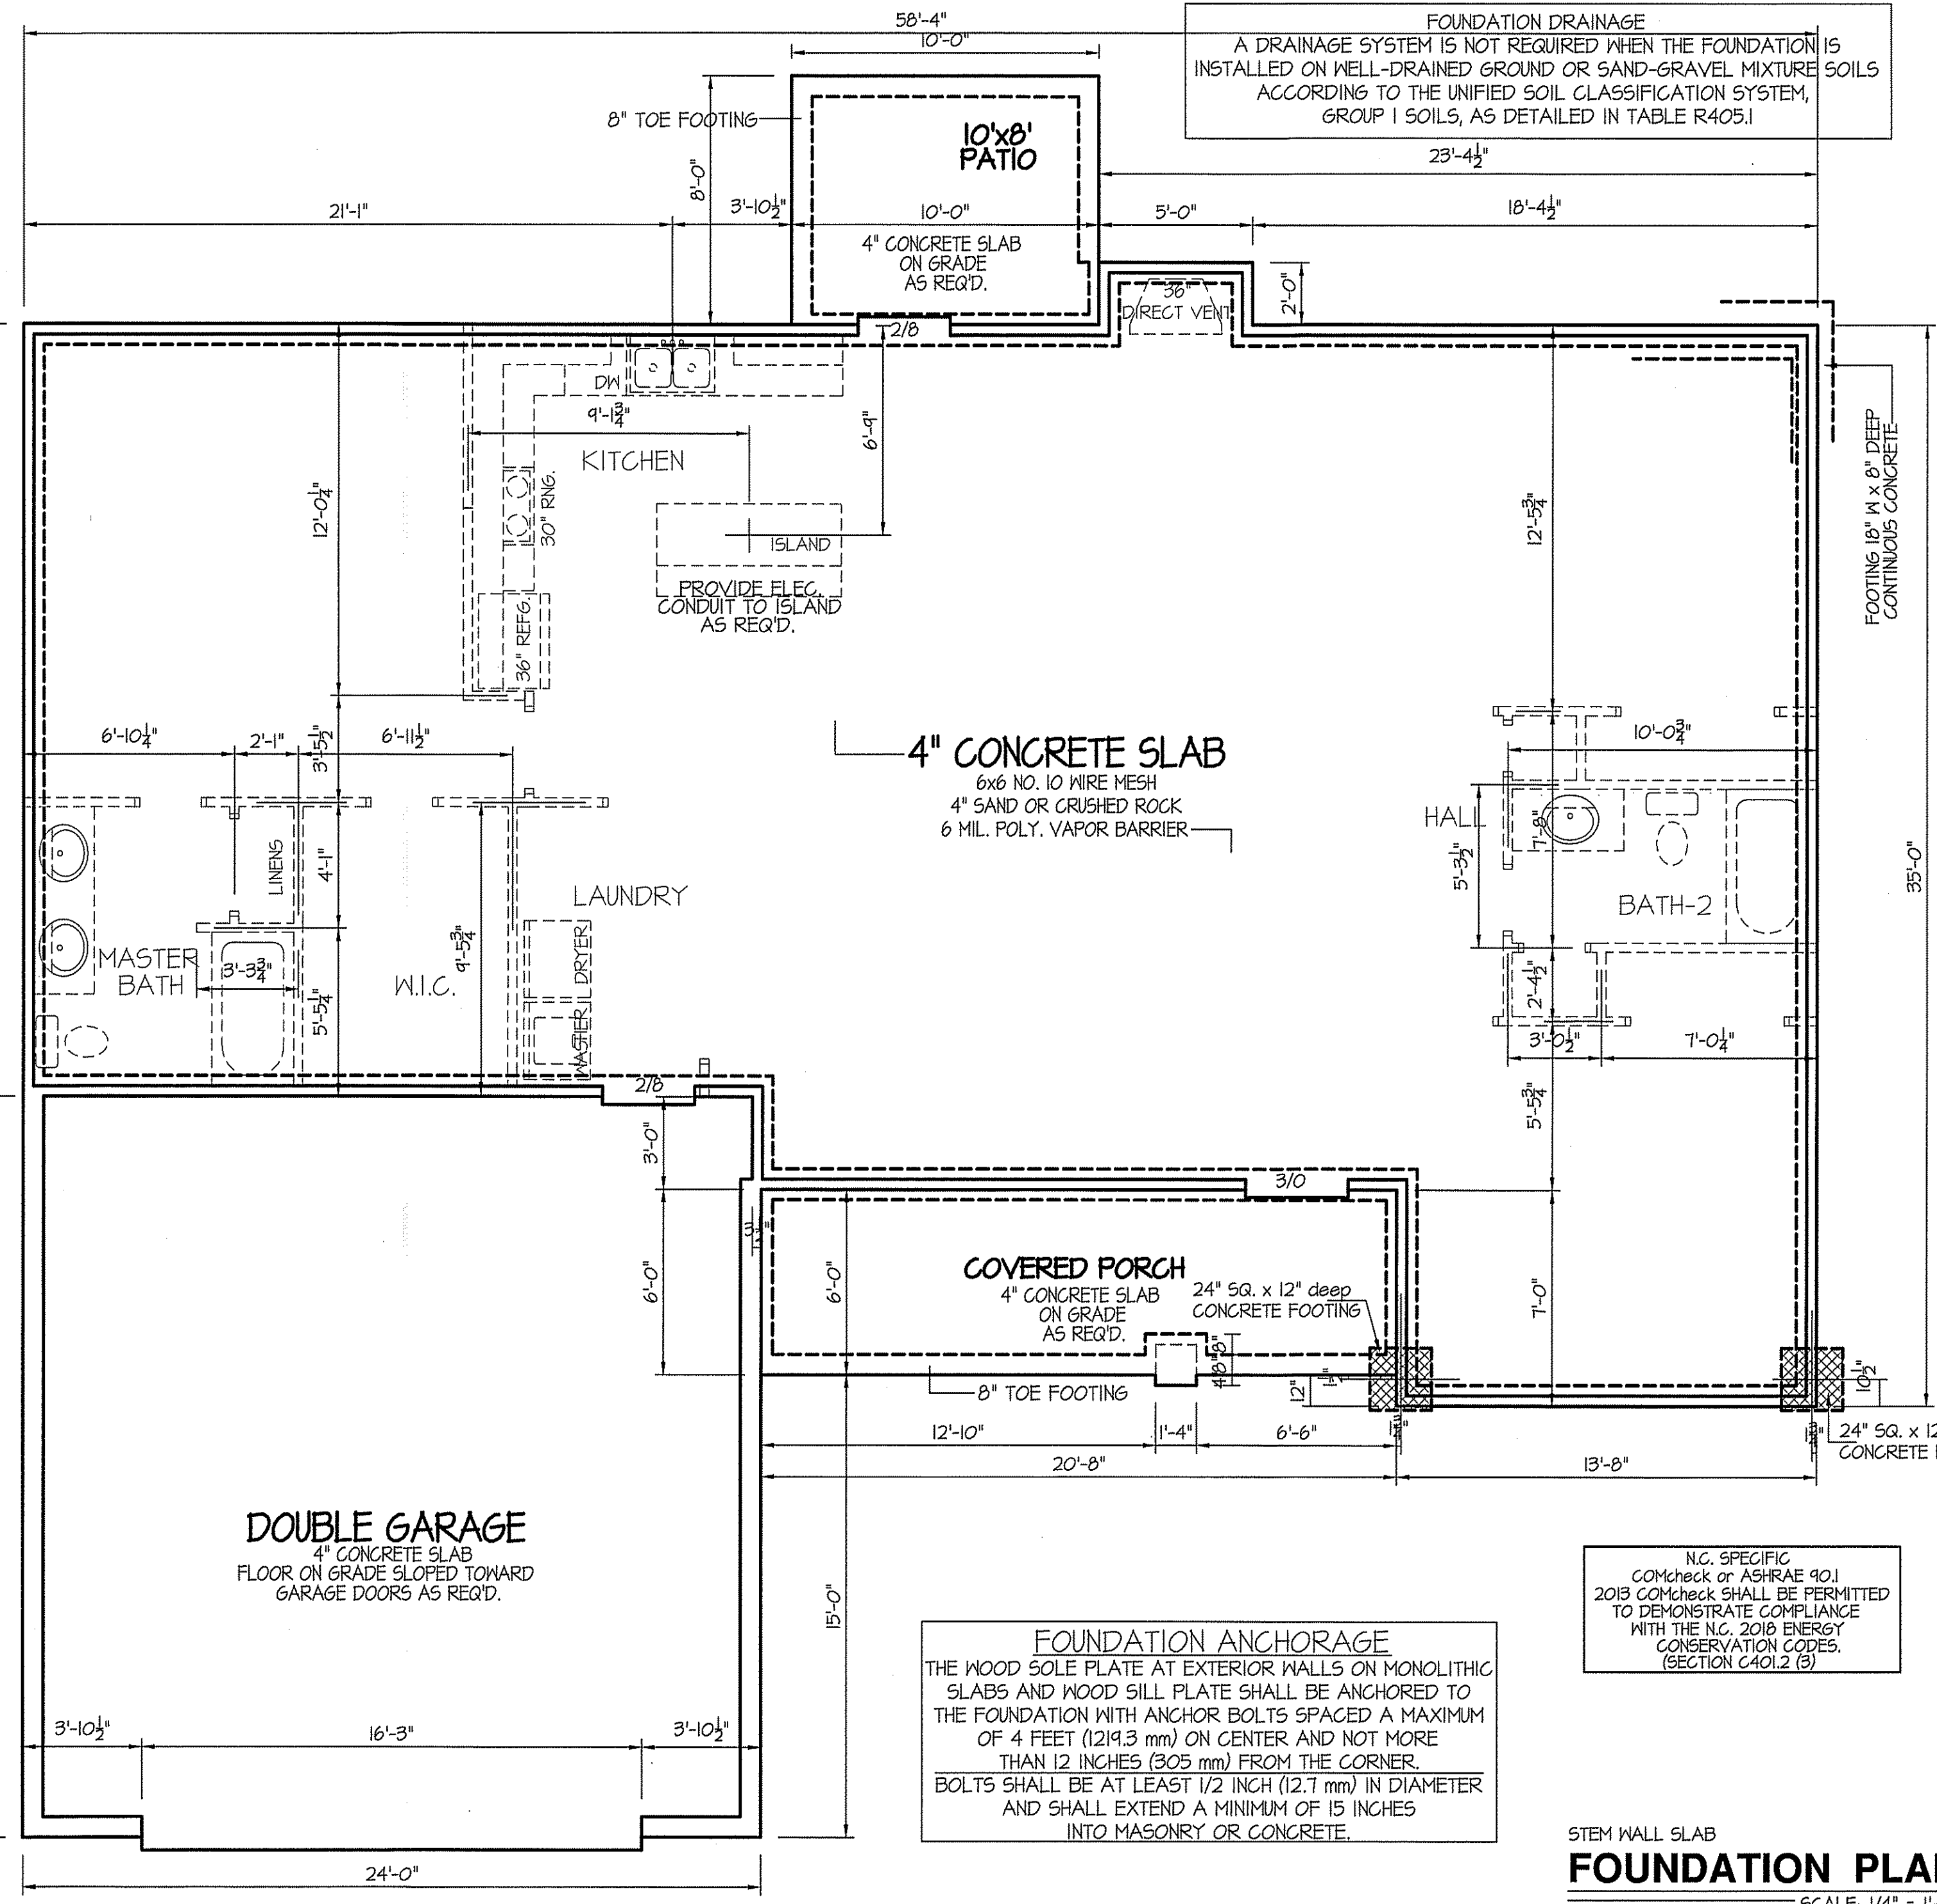 58'-4"
10'-0"
FOUNDATION DRAINAGE
A DRAINAGE SYSTEM IS NOT REQUIRED WHEN THE FOUNDATION IS
INSTALLED ON WELL-DRAINED GROUND OR SAND-GRAVEL MIXTURE SOILS
ACCORDING TO THE UNIFIED SOIL CLASSIFICATION SYSTEM,
GROUP 1 SOILS, AS DETAILED IN TABLE R405.1
8" TOE FOOTING
10'x8'
PATIO
8'-0"
23'-4½"
21'-1"
3'-10½"
10'-0"
5'-0"
18'-4½"
4" CONCRETE SLAB
ON GRADE
AS REQ'D.
36"
DIRECT VENT
2'-0"
2/8
DW
9'-1¾"
6'-9"
KITCHEN
12'-0¼"
30" RNG.
ISLAND
PROVIDE ELEC.
CONDUIT TO ISLAND
AS REQ'D.
36" REFG.
12'-5¾"
FOOTING 18" W x 8" DEEP
CONTINUOUS CONCRETE
6'-10¼"
2'-1"
3'-5½"
6'-11½"
4" CONCRETE SLAB
6x6 NO. 10 WIRE MESH
4" SAND OR CRUSHED ROCK
6 MIL. POLY. VAPOR BARRIER
10'-0¾"
HALL
7'-8"
5'-3½"
BATH-2
35'-0"
LINENS
4'-1"
LAUNDRY
9'-5¾"
DRYER
WASHER
MASTER
BATH
3'-3¾"
W.I.C.
5'-5¼"
2'-4½"
3'-0½"
7'-0¼"
5'-5¾"
2/8
3'-0"
3/0
3½"
6'-0"
6'-0"
COVERED PORCH
4" CONCRETE SLAB
ON GRADE
AS REQ'D.
24" SQ. x 12" deep
CONCRETE FOOTING
7'-0"
4"
8"
8"
8" TOE FOOTING
12"
10½"
12'-10"
1'-4"
6'-6"
24" SQ. x 12
CONCRETE
20'-8"
13'-8"
DOUBLE GARAGE
4" CONCRETE SLAB
FLOOR ON GRADE SLOPED TOWARD
GARAGE DOORS AS REQ'D.
15'-0"
N.C. SPECIFIC
COMcheck or ASHRAE 90.1
2013 COMcheck SHALL BE PERMITTED
TO DEMONSTRATE COMPLIANCE
WITH THE N.C. 2018 ENERGY
CONSERVATION CODES.
(SECTION C401.2 (3)
FOUNDATION ANCHORAGE
THE WOOD SOLE PLATE AT EXTERIOR WALLS ON MONOLITHIC
SLABS AND WOOD SILL PLATE SHALL BE ANCHORED TO
THE FOUNDATION WITH ANCHOR BOLTS SPACED A MAXIMUM
OF 4 FEET (1219.3 mm) ON CENTER AND NOT MORE
THAN 12 INCHES (305 mm) FROM THE CORNER.
BOLTS SHALL BE AT LEAST 1/2 INCH (12.7 mm) IN DIAMETER
AND SHALL EXTEND A MINIMUM OF 15 INCHES
INTO MASONRY OR CONCRETE.
3'-10½"
16'-3"
3'-10½"
24'-0"
STEM WALL SLAB
FOUNDATION PLA
SCALE: 1/4" = 1'-